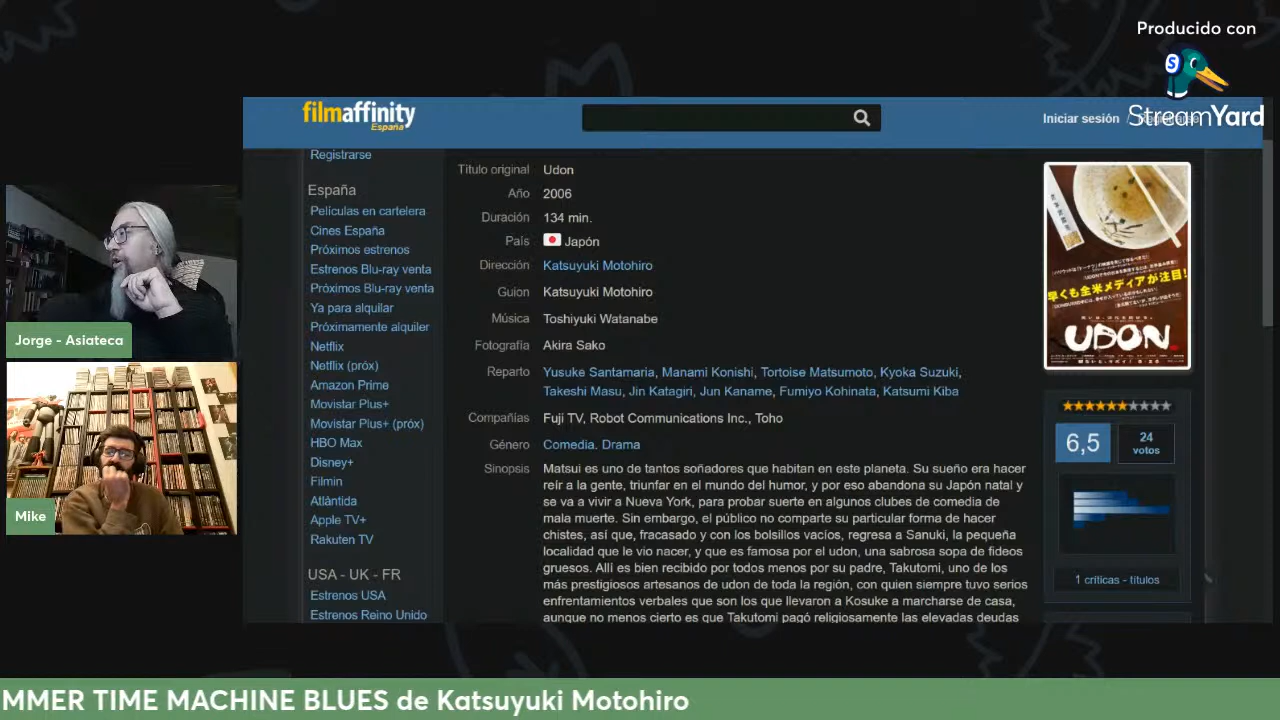 Producido con
StreamYard
filmaffinity
España
Iniciar sesión /
Registrarse
España
Películas en cartelera
Cines España
Próximos estrenos
Estrenos Blu-ray venta
Próximos Blu-ray venta
Ya para alquilar
Próximamente alquiler
Netflix
Netflix (próx)
Amazon Prime
Movistar Plus+
Movistar Plus+ (próx)
HBO Max
Disney+
Filmin
Atlàntida
Apple TV+
Rakuten TV
USA - UK - FR
Estrenos USA
Estrenos Reino Unido
Título original Udon
Año 2006
Duración 134 min.
País Japón
Dirección Katsuyuki Motohiro
Guion Katsuyuki Motohiro
Música Toshiyuki Watanabe
Fotografía Akira Sako
Reparto Yusuke Santamaria, Manami Konishi, Tortoise Matsumoto, Kyoka Suzuki,
Takeshi Masu, Jin Katagiri, Jun Kaname, Fumiyo Kohinata, Katsumi Kiba
Compañías Fuji TV, Robot Communications Inc., Toho
Género Comedia. Drama
Sinopsis Matsui es uno de tantos soñadores que habitan en este planeta. Su sueño era hacer
reír a la gente, triunfar en el mundo del humor, y por eso abandona su Japón natal y
se va a vivir a Nueva York, para probar suerte en algunos clubes de comedia de
mala muerte. Sin embargo, el público no comparte su particular forma de hacer
chistes, así que, fracasado y con los bolsillos vacíos, regresa a Sanuki, la pequeña
localidad que le vio nacer, y que es famosa por el udon, una sabrosa sopa de fideos
gruesos. Allí es bien recibido por todos menos por su padre, Takutomi, uno de los
más prestigiosos artesanos de udon de toda la región, con quien siempre tuvo serios
enfrentamientos verbales que son los que llevaron a Kosuke a marcharse de casa,
aunque no menos cierto es que Takutomi pagó religiosamente las elevadas deudas
早くも全米メディアが注目!
UDON
6,5
24
votos
1 críticas - títulos
Jorge - Asiateca
Mike
MMER TIME MACHINE BLUES de Katsuyuki Motohiro